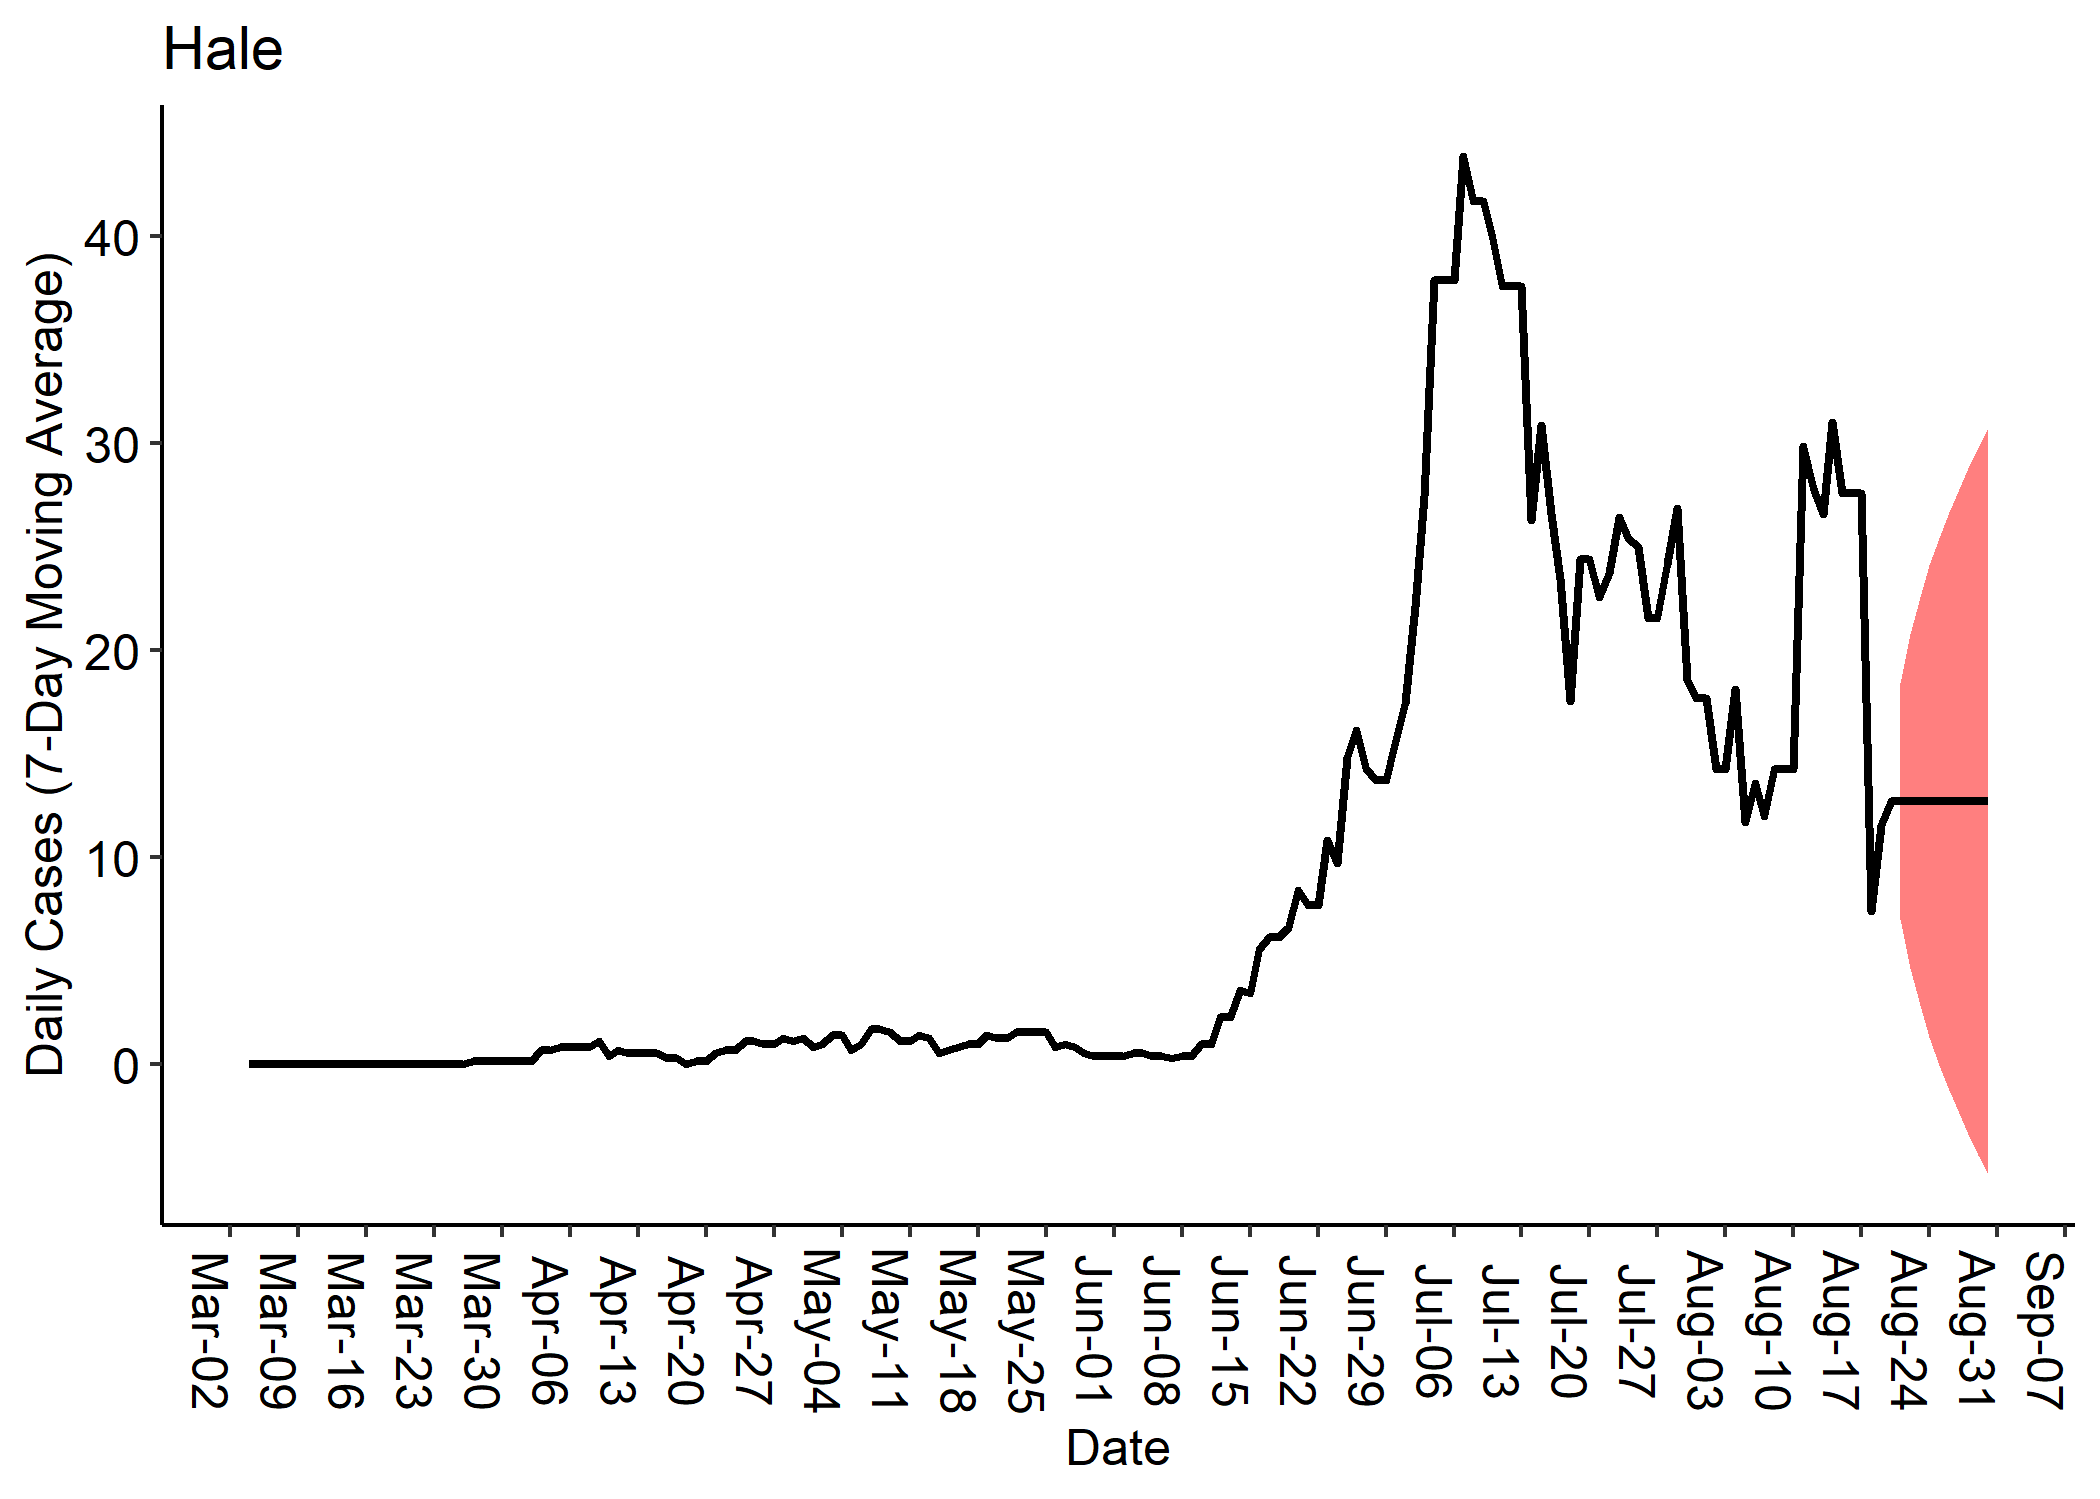 Hale
Daily Cases (7-Day Moving Average)
40
30
20
10
0
Mar-02
Mar-09
Mar-16
Mar-23
Mar-30
Apr-06
Apr-13
Apr-20
Apr-27
May-04
May-11
May-18
May-25
Jun-01
Jun-08
Jun-15
Jun-22
Jun-29
Jul-06
Jul-13
Jul-20
Jul-27
Aug-03
Aug-10
Aug-17
Aug-24
Aug-31
Sep-07
Date